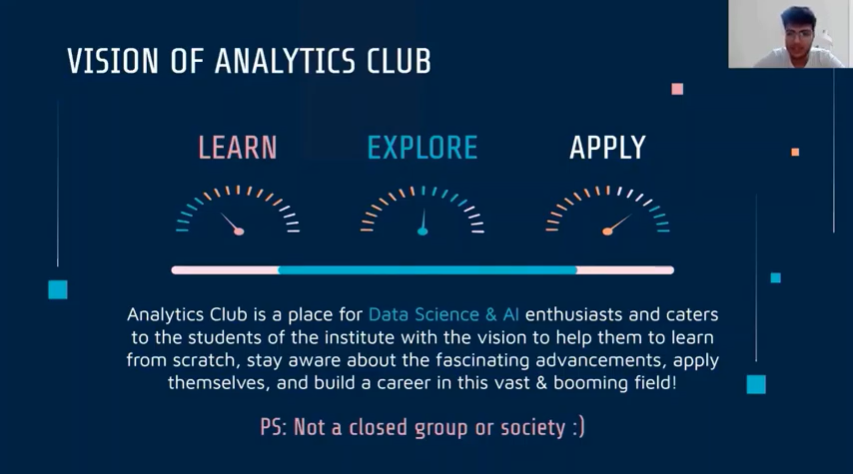 VISION OF ANALYTICS CLUB
LEARN
EXPLORE
APPLY
Analytics Club is a place for Data Science & AI enthusiasts and caters
to the students of the institute with the vision to help them to learn
from scratch, stay aware about the fascinating advancements, apply
themselves, and build a career in this vast & booming field!
PS: Not a closed group or society :)